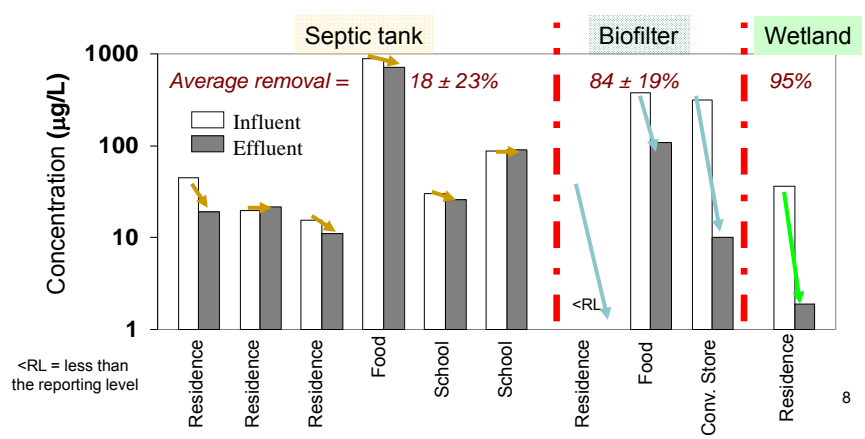 Septic tank
Biofilter
Wetland
Average removal = 18 ± 23%
84 ± 19%
95%
Concentration (µg/L)
1000
100
10
1
Influent
Effluent
<RL
Residence
Residence
Residence
Food
School
School
Residence
Food
Conv. Store
Residence
<RL = less than
the reporting level
8